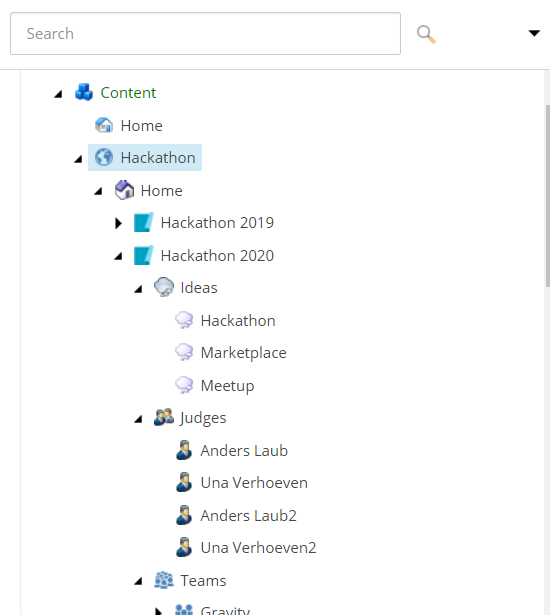 Search
Content
Home
Hackathon
Home
Hackathon 2019
Hackathon 2020
Ideas
Hackathon
Marketplace
Meetup
Judges
Anders Laub
Una Verhoeven
Anders Laub2
Una Verhoeven2
Teams
Gravity